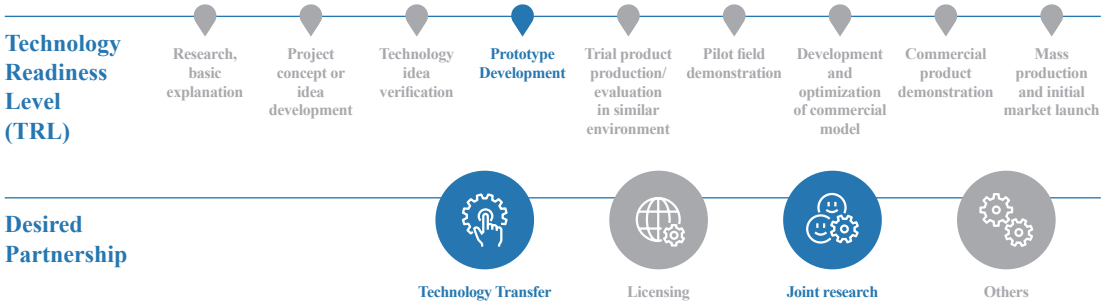 Technology
Readiness
Level
(TRL)
Research,
basic
explanation
Project
concept or
idea
development
Technology
idea
verification
Prototype
Development
Trial product
production/
evaluation
in similar
environment
Pilot field
demonstration
Development
and
optimization
of commercial
model
Commercial
product
demonstration
Mass
production
and initial
market launch
Desired
Partnership
Technology Transfer
Licensing
Joint research
Others